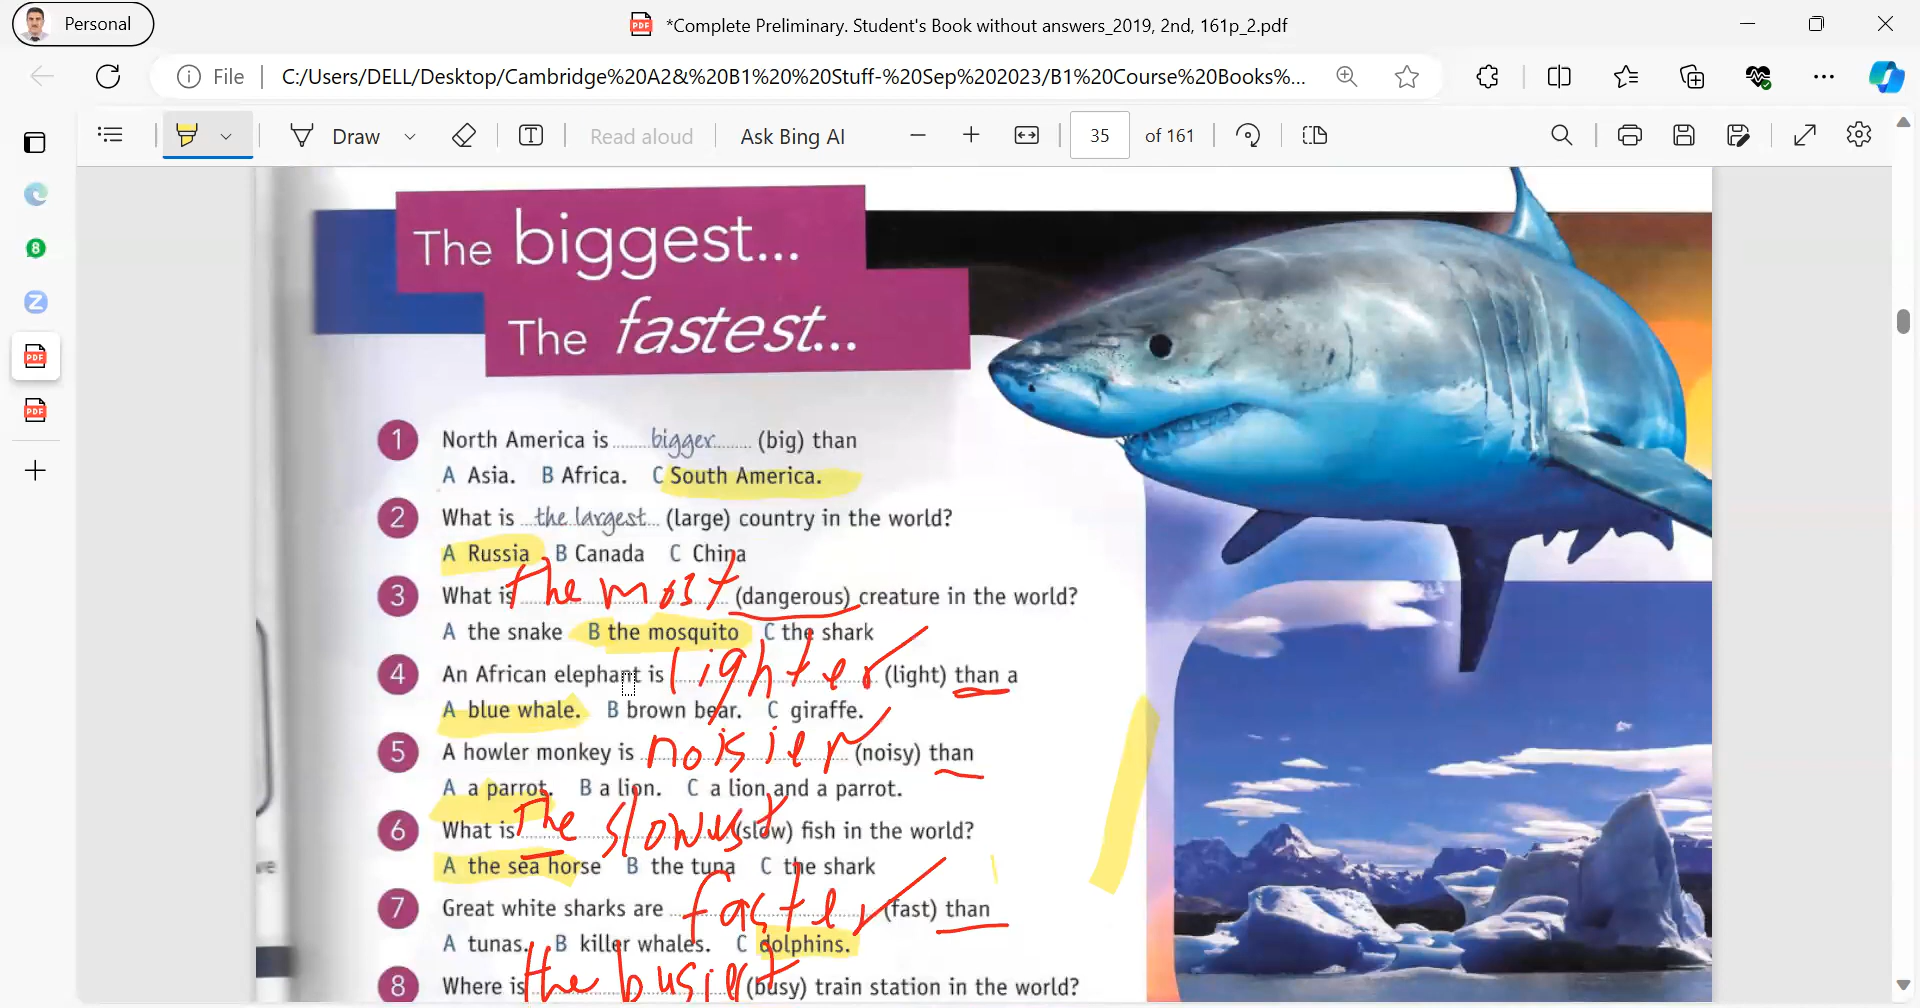 Personal
*Complete Preliminary. Student's Book without answers_2019, 2nd, 161p_2.pdf
File
C:/Users/DELL/Desktop/Cambridge%20A2&%20B1%20%20Stuff-%20Sep%202023/B1%20Course%20Books%...
Draw
Read aloud
Ask Bing AI
35 of 161
The biggest...
The fastest...
1 North America is bigger (big) than
A Asia. B Africa. C South America.
2 What is the largest (large) country in the world?
A Russia B Canada C China
3 What is the most (dangerous) creature in the world?
A the snake B the mosquito C the shark
4 An African elephant is lighter (light) than a
A blue whale. B brown bear. C giraffe.
5 A howler monkey is noisier (noisy) than
A a parrot. B a lion. C a lion and a parrot.
6 What is The slowest (slow) fish in the world?
A the sea horse B the tuna C the shark
7 Great white sharks are faster (fast) than
A tunas. B killer whales. C dolphins.
8 Where is the busiest (busy) train station in the world?